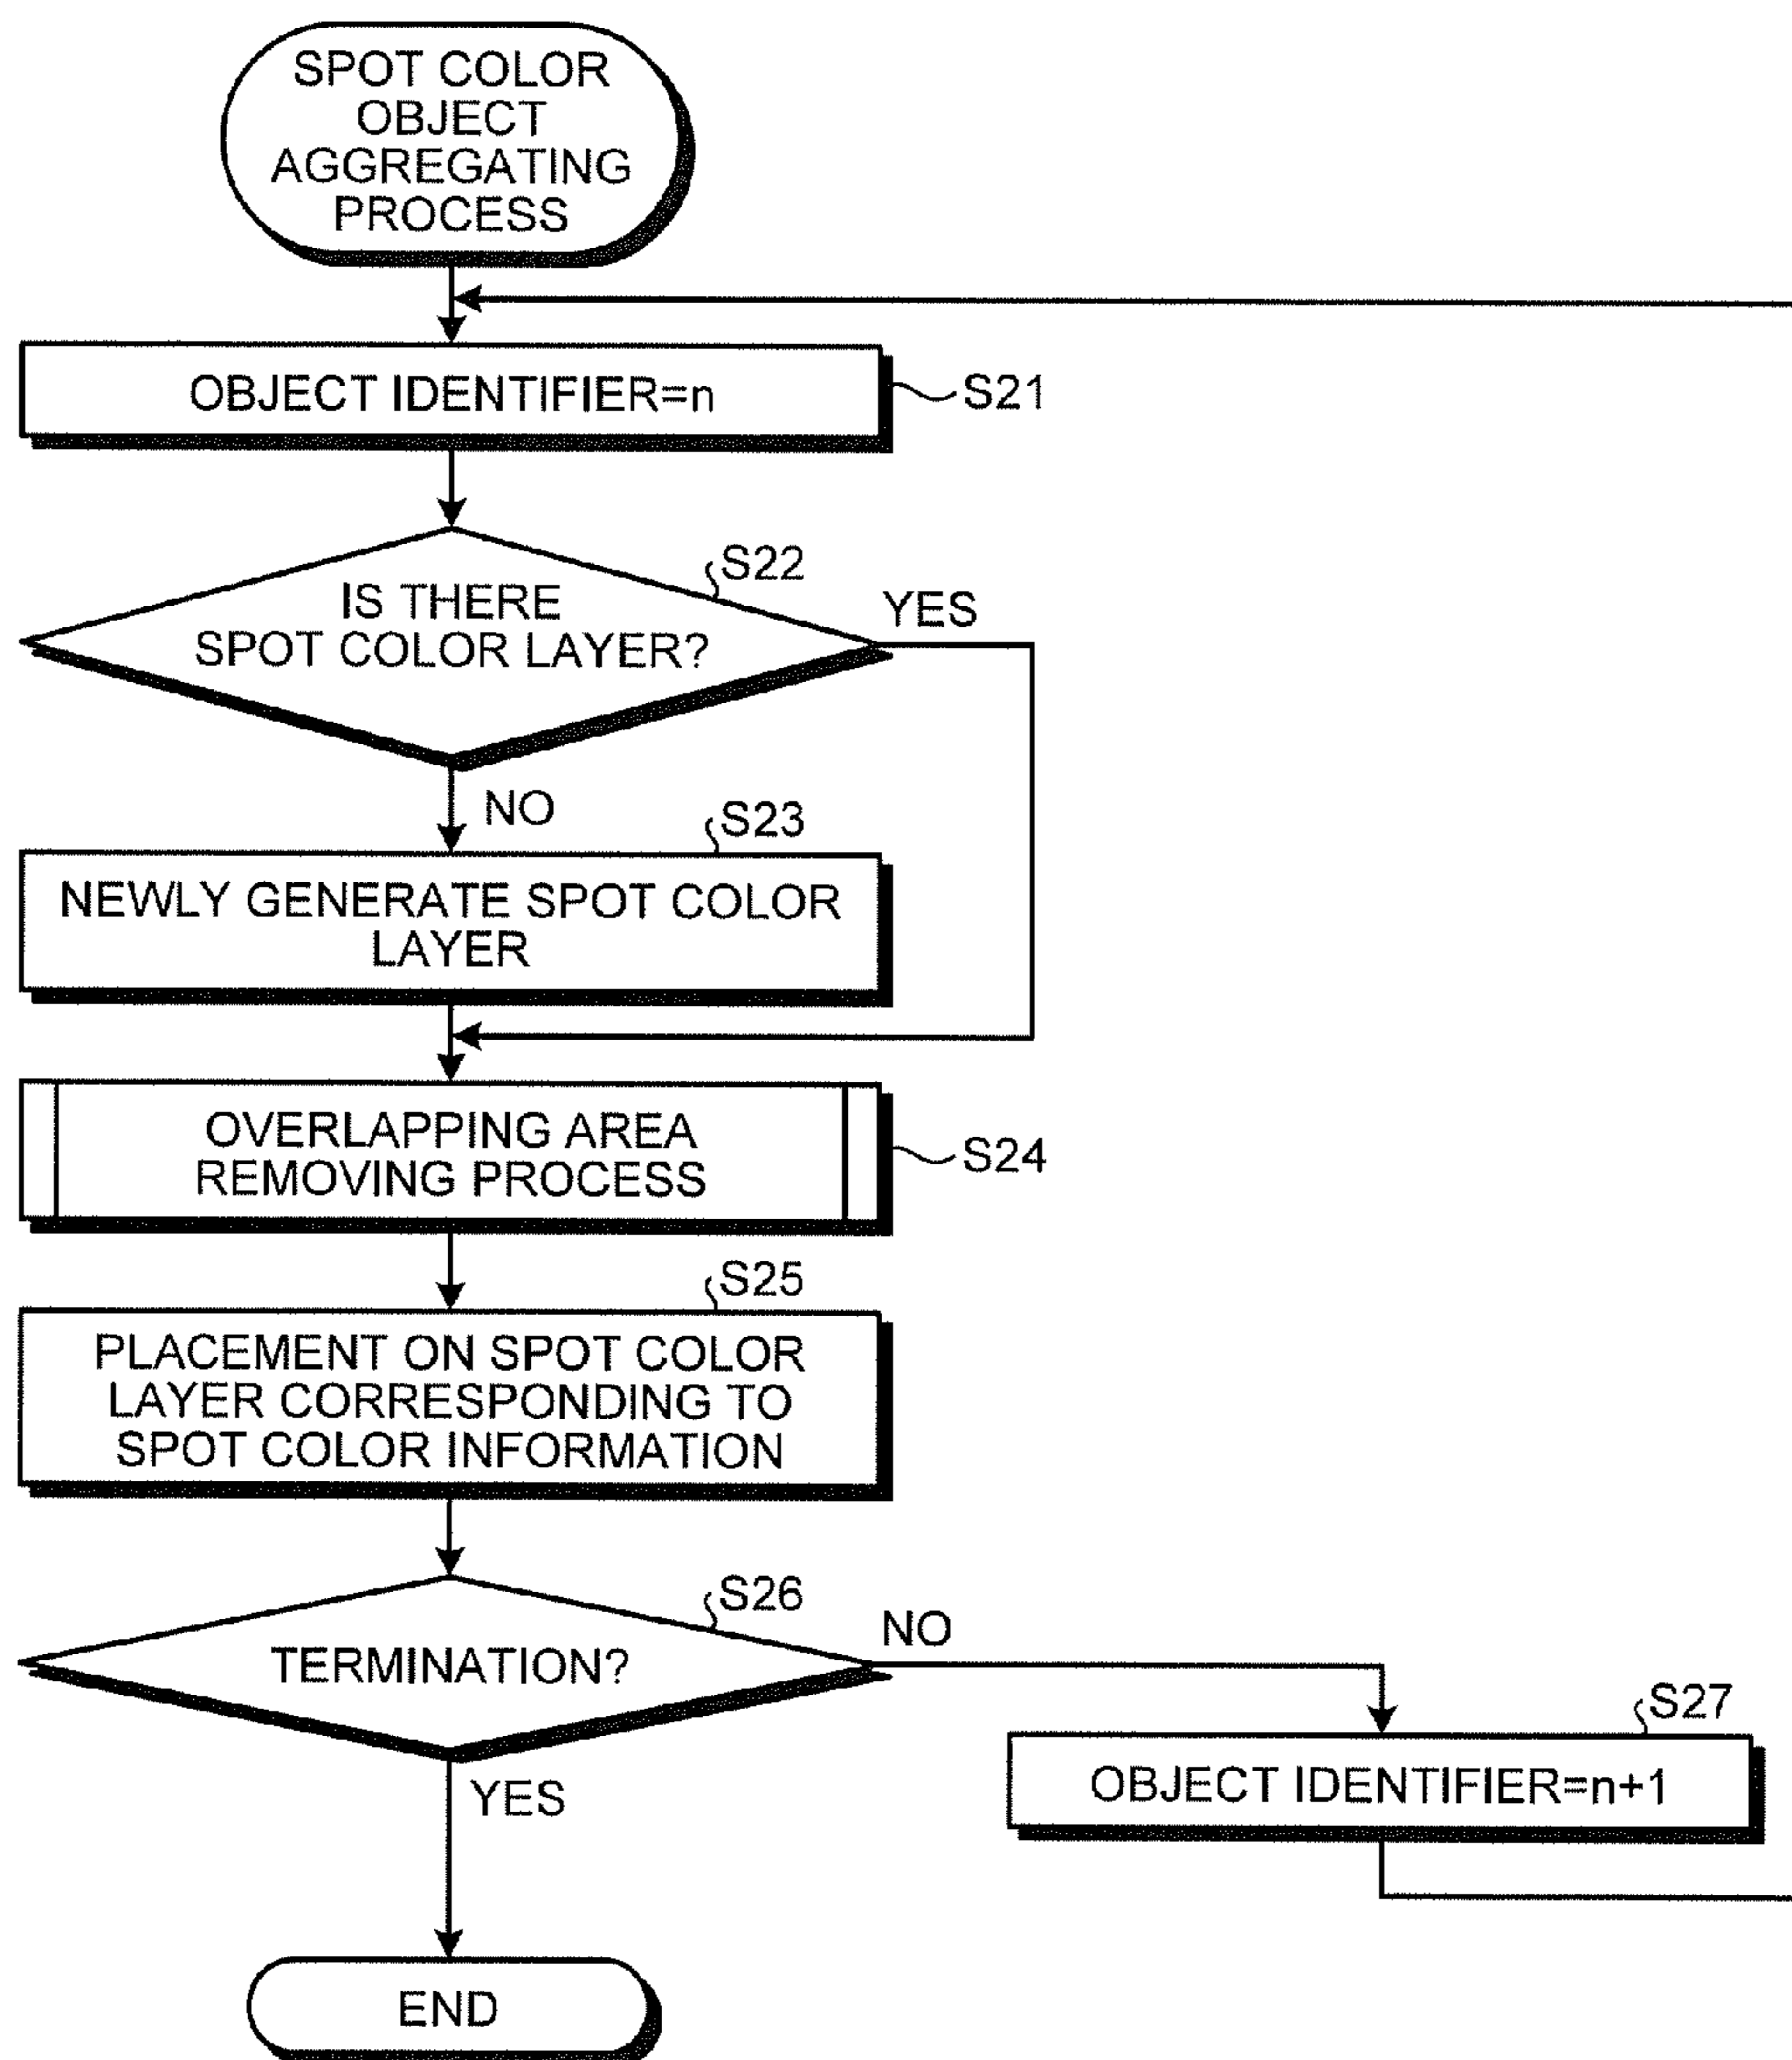 SPOT COLOR
OBJECT
AGGREGATING
PROCESS
OBJECT IDENTIFIER=n
S21
S22
IS THERE
SPOT COLOR LAYER?
YES
NO
S23
NEWLY GENERATE SPOT COLOR
LAYER
OVERLAPPING AREA
REMOVING PROCESS
S24
S25
PLACEMENT ON SPOT COLOR
LAYER CORRESPONDING TO
SPOT COLOR INFORMATION
S26
TERMINATION?
NO
S27
OBJECT IDENTIFIER=n+1
YES
END